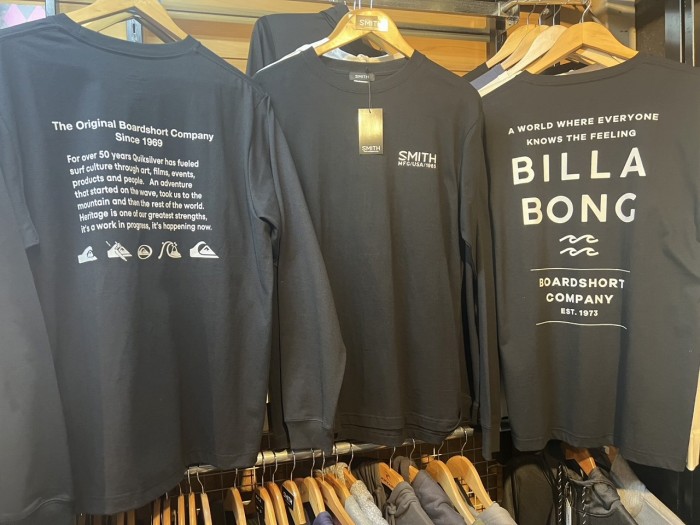 The Original Boardshort Company
Since 1969
For over 50 years Quiksilver has fueled
surf culture through art, films, events,
products and people. An adventure
that started on the wave, took us to the
mountain and then the rest of the world.
Heritage is one of our greatest strengths,
it's a work in progress, it's happening now.
SMITH
SMITH
SMITH
SMITH
MFG/USA/1965
A WORLD WHERE EVERYONE
KNOWS THE FEELING
BILLA
BONG
BOARDSHORT
COMPANY
EST. 1973